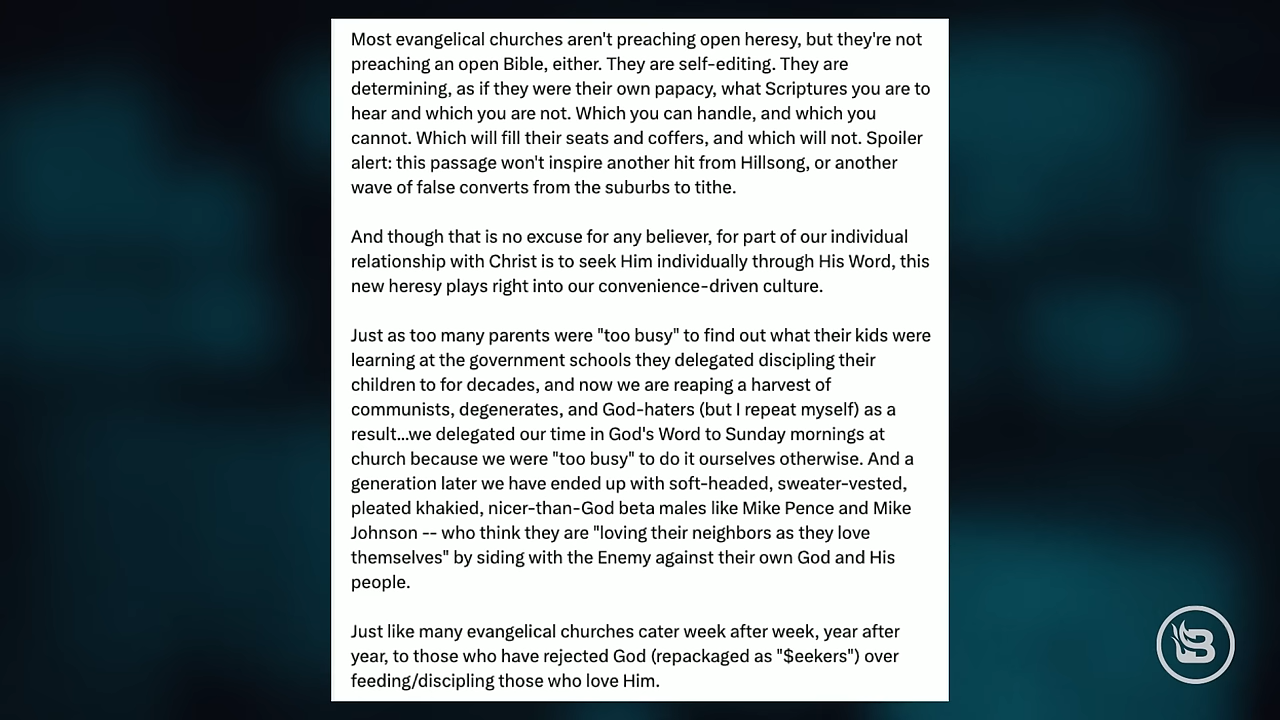 Most evangelical churches aren't preaching open heresy, but they're not
preaching an open Bible, either. They are self-editing. They are
determining, as if they were their own papacy, what Scriptures you are to
hear and which you are not. Which you can handle, and which you
cannot. Which will fill their seats and coffers, and which will not. Spoiler
alert: this passage won't inspire another hit from Hillsong, or another
wave of false converts from the suburbs to tithe.
And though that is no excuse for any believer, for part of our individual
relationship with Christ is to seek Him individually through His Word, this
new heresy plays right into our convenience-driven culture.
Just as too many parents were "too busy" to find out what their kids were
learning at the government schools they delegated discipling their
children to for decades, and now we are reaping a harvest of
communists, degenerates, and God-haters (but I repeat myself) as a
result...we delegated our time in God's Word to Sunday mornings at
church because we were "too busy" to do it ourselves otherwise. And a
generation later we have ended up with soft-headed, sweater-vested,
pleated khakied, nicer-than-God beta males like Mike Pence and Mike
Johnson -- who think they are "loving their neighbors as they love
themselves" by siding with the Enemy against their own God and His
people.
Just like many evangelical churches cater week after week, year after
year, to those who have rejected God (repackaged as "$eekers") over
feeding/discipling those who love Him.
B